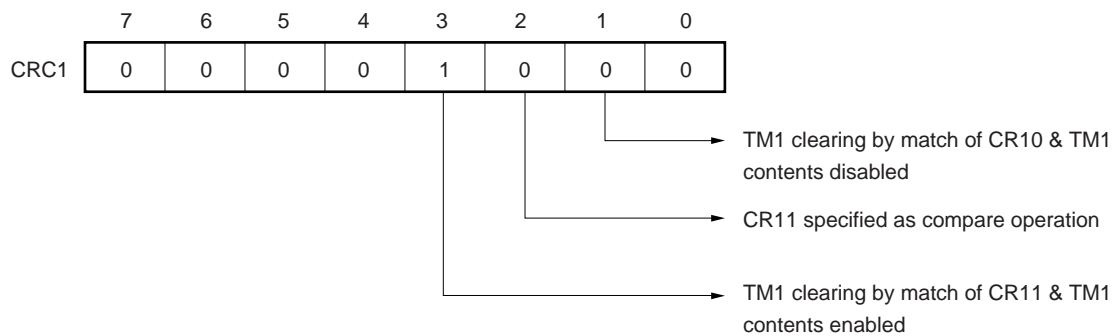 7 6 5 4 3 2 1 0
CRC1 0 0 0 0 1 0 0 0
TM1 clearing by match of CR10 & TM1
contents disabled
CR11 specified as compare operation
TM1 clearing by match of CR11 & TM1
contents enabled